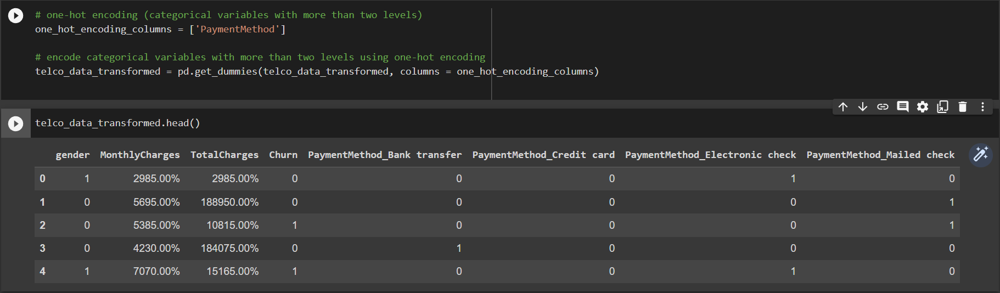 # one-hot encoding (categorical variables with more than two levels)
one_hot_encoding_columns = ['PaymentMethod']
# encode categorical variables with more than two levels using one-hot encoding
telco_data_transformed = pd.get_dummies(telco_data_transformed, columns = one_hot_encoding_columns)
telco_data_transformed.head()
gender MonthlyCharges TotalCharges Churn PaymentMethod_Bank transfer PaymentMethod_Credit card PaymentMethod_Electronic check PaymentMethod_Mailed check
0 1 2985.00% 2985.00% 0 0 0 1 0
1 0 5695.00% 188950.00% 0 0 0 0 1
2 0 5385.00% 10815.00% 1 0 0 0 1
3 0 4230.00% 184075.00% 0 1 0 0 0
4 1 7070.00% 15165.00% 1 0 0 1 0